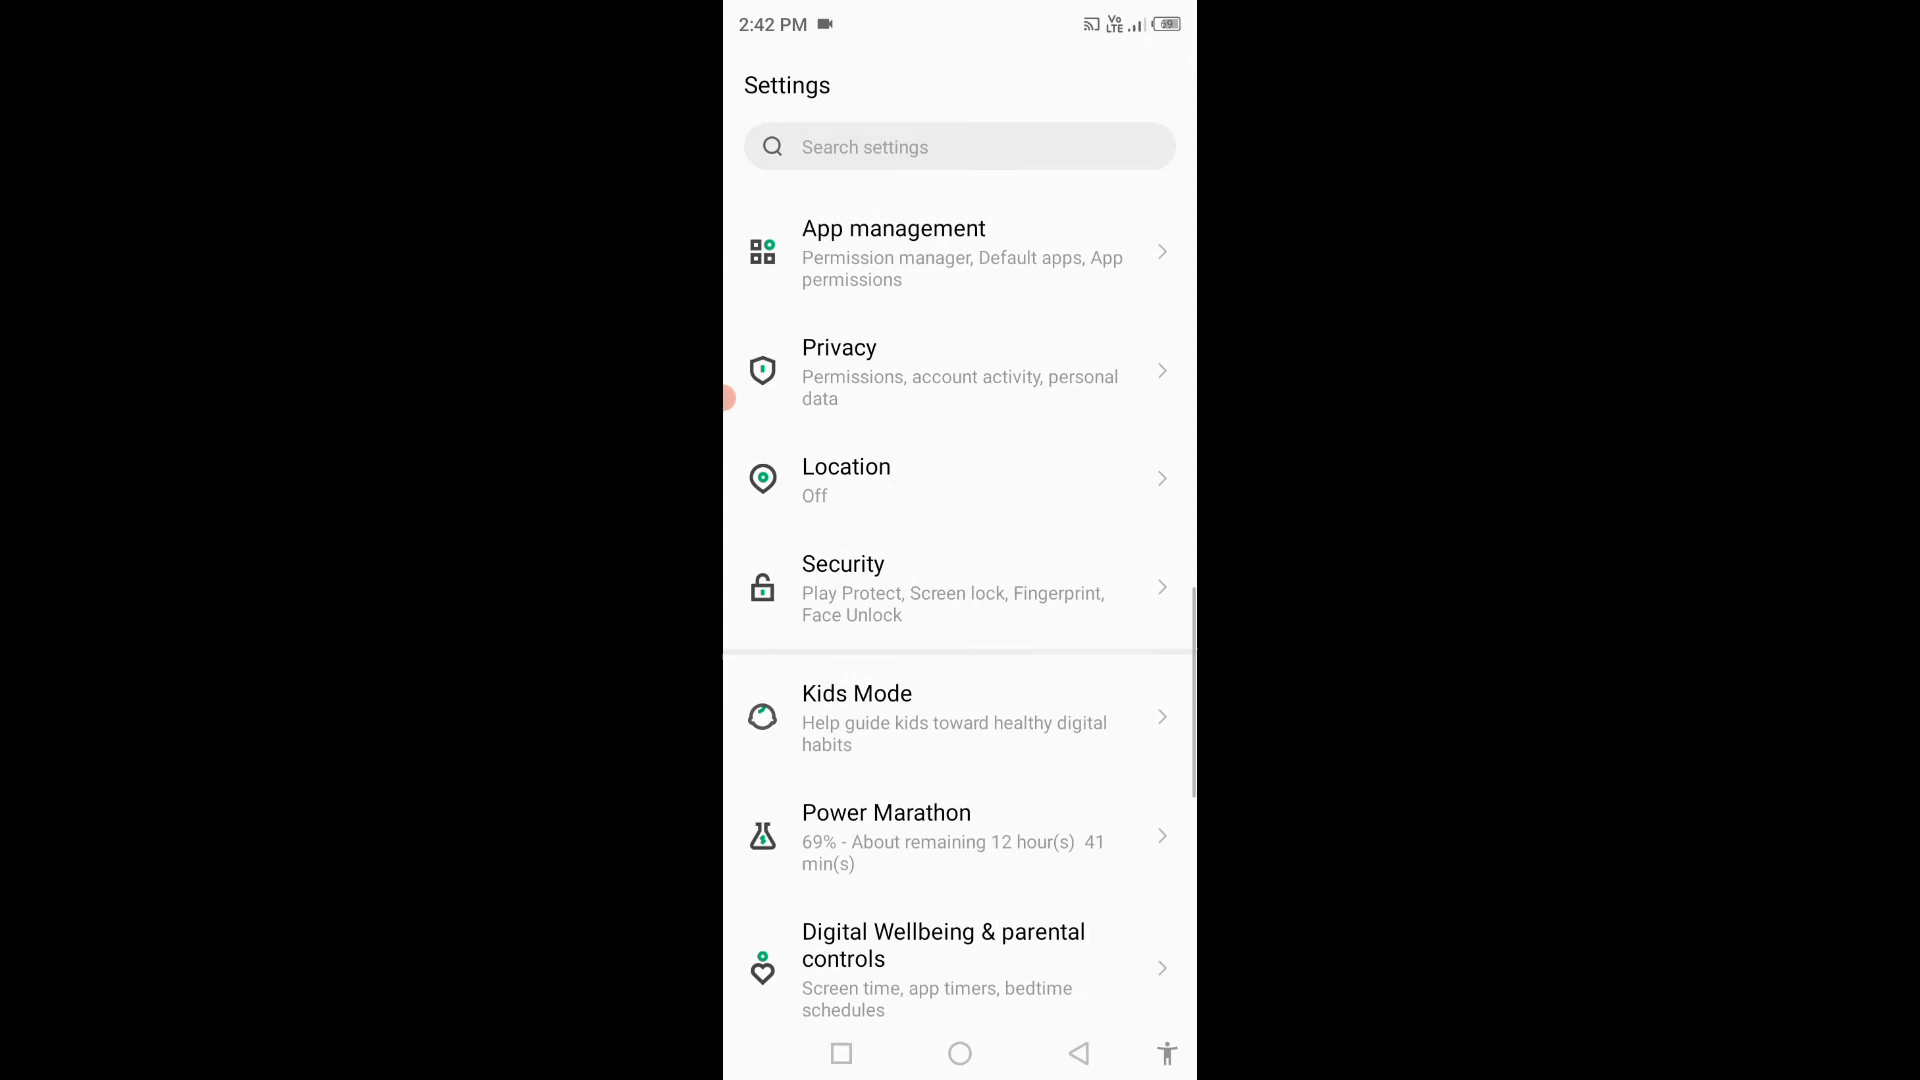 2:42 PM
Vo
LTE
69
Settings
Search settings
App management
Permission manager, Default apps, App
permissions
Privacy
Permissions, account activity, personal
data
Location
Off
Security
Play Protect, Screen lock, Fingerprint,
Face Unlock
Kids Mode
Help guide kids toward healthy digital
habits
Power Marathon
69% - About remaining 12 hour(s) 41
min(s)
Digital Wellbeing & parental
controls
Screen time, app timers, bedtime
schedules